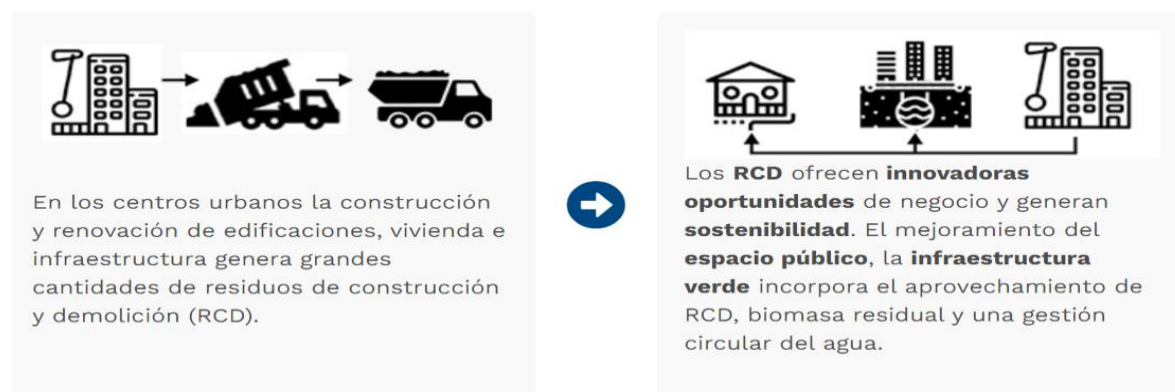 En los centros urbanos la construcción
y renovación de edificaciones, vivienda e
infraestructura genera grandes
cantidades de residuos de construcción
y demolición (RCD).
Los RCD ofrecen innovadoras
oportunidades de negocio y generan
sostenibilidad. El mejoramiento del
espacio público, la infraestructura
verde incorpora el aprovechamiento de
RCD, biomasa residual y una gestión
circular del agua.